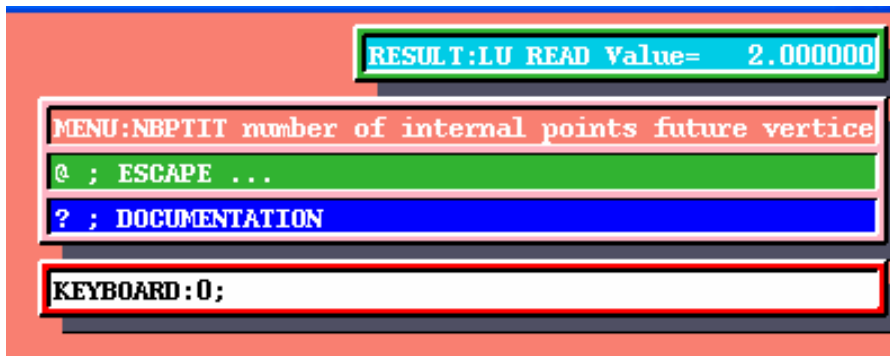 RESULT:LU READ Value=   2.000000
MENU:NBPTIT number of internal points future vertice
@ ; ESCAPE ...
? ; DOCUMENTATION
KEYBOARD:0;